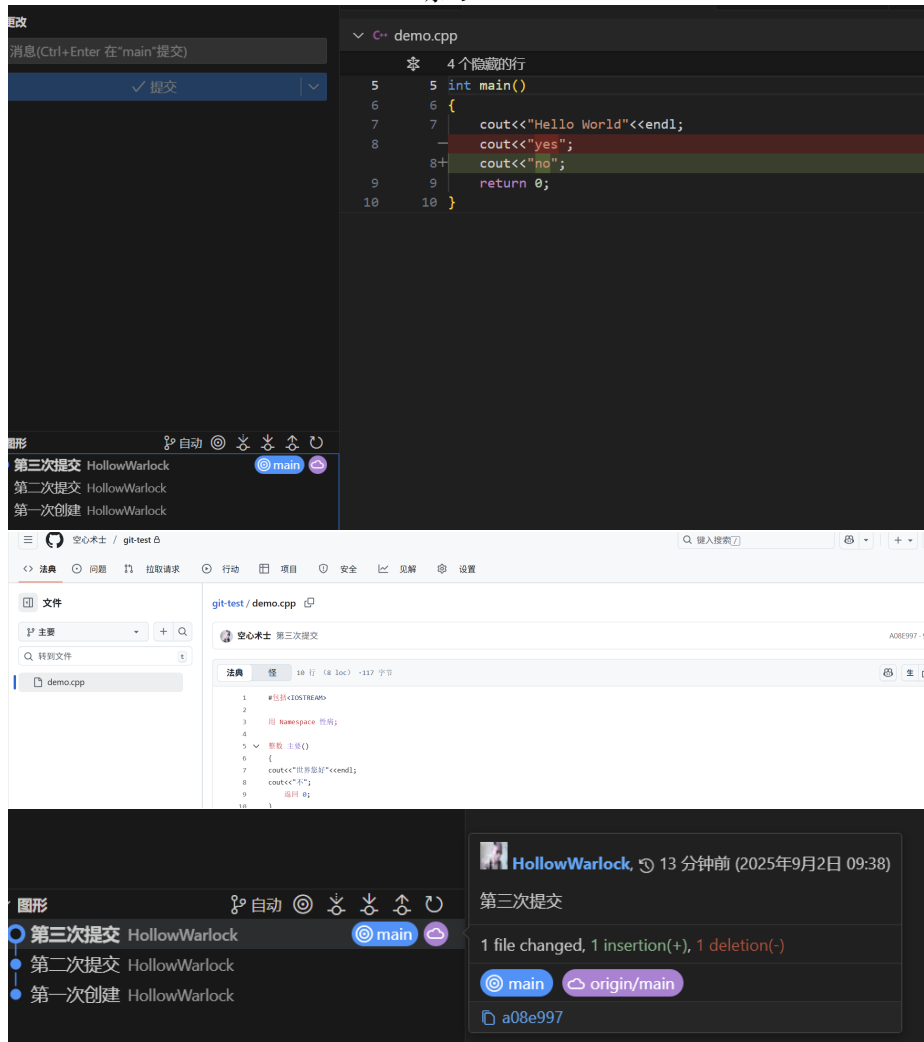 更改
消息(Ctrl+Enter 在"main"提交)
提交
demo.cpp
4 个隐藏的行
5 5 int main()
6 6 {
7 7 cout<<"Hello World"<<endl;
8 — cout<<"yes";
8+ cout<<"no";
9 9 return 0;
10 10 }
图形 自动
第三次提交 HollowWarlock main
第二次提交 HollowWarlock
第一次创建 HollowWarlock
空心术士 / git-test
键入搜索[/]
法典 问题 拉取请求 行动 项目 安全 见解 设置
文件
主要
转到文件 t
demo.cpp
git-test / demo.cpp
空心术士 第三次提交
A08E997 ·
法典 怪 10 行 (8 loc) ·117 字节
生
1 #包括<IOSTREAM>
2
3 用 Namespace 性病;
4
5 整数 主要()
6 {
7 cout<<"世界您好"<<endl;
8 cout<<"不";
9 返回 0;
10 }
图形 自动
第三次提交 HollowWarlock main
第二次提交 HollowWarlock
第一次创建 HollowWarlock
HollowWarlock, 13 分钟前 (2025年9月2日 09:38)
第三次提交
1 file changed, 1 insertion(+), 1 deletion(-)
main origin/main
a08e997